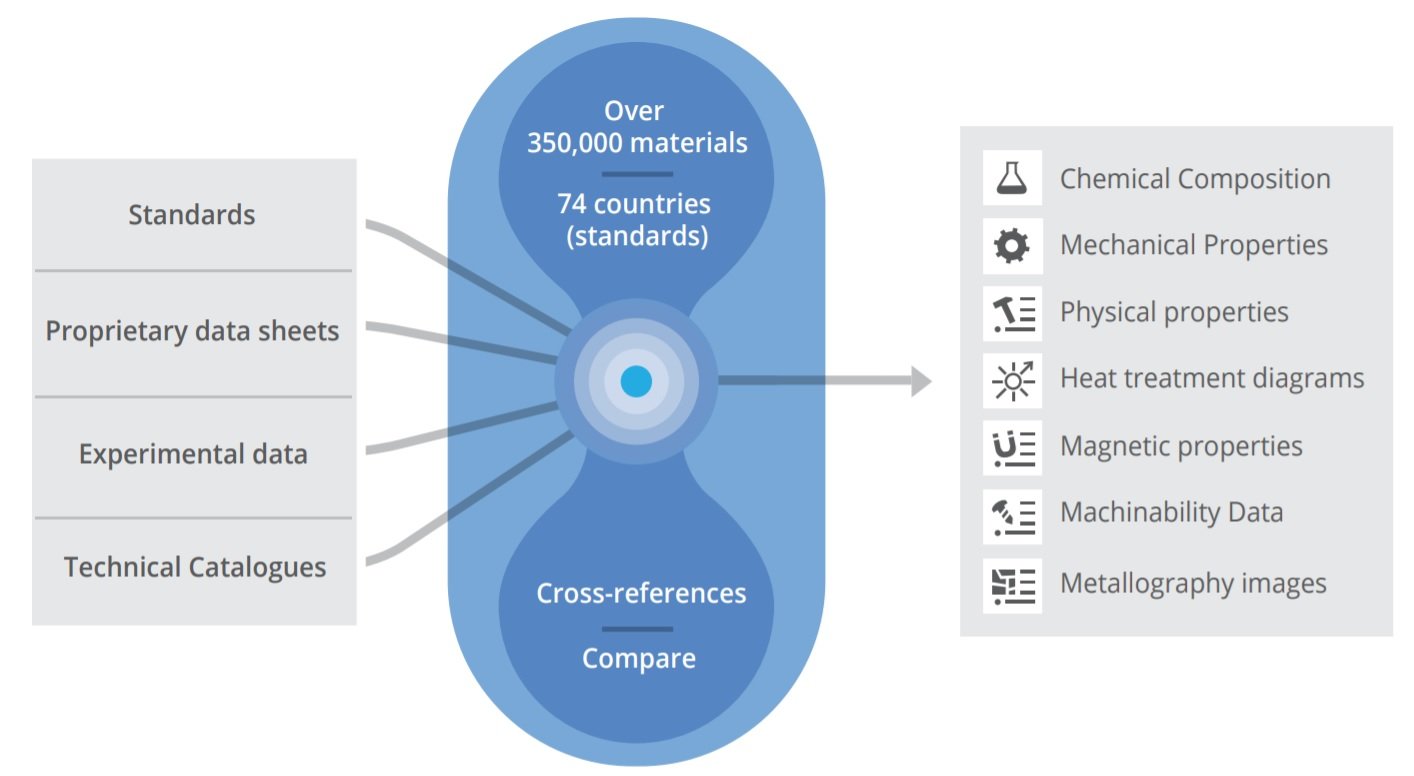 Standards
Proprietary data sheets
Experimental data
Technical Catalogues
Over
350,000 materials
74 countries
(standards)
Cross-references
Compare
Chemical Composition
Mechanical Properties
Physical properties
Heat treatment diagrams
Magnetic properties
Machinability Data
Metallography images